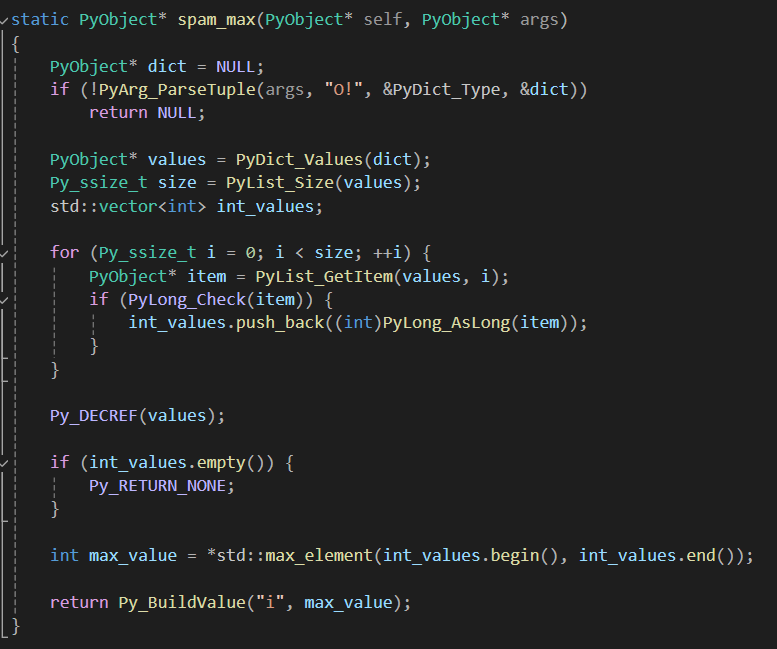 static PyObject* spam_max(PyObject* self, PyObject* args)
{
    PyObject* dict = NULL;
    if (!PyArg_ParseTuple(args, "O!", &PyDict_Type, &dict))
        return NULL;

    PyObject* values = PyDict_Values(dict);
    Py_ssize_t size = PyList_Size(values);
    std::vector<int> int_values;

    for (Py_ssize_t i = 0; i < size; ++i) {
        PyObject* item = PyList_GetItem(values, i);
        if (PyLong_Check(item)) {
            int_values.push_back((int)PyLong_AsLong(item));
        }
    }

    Py_DECREF(values);

    if (int_values.empty()) {
        Py_RETURN_NONE;
    }

    int max_value = *std::max_element(int_values.begin(), int_values.end());

    return Py_BuildValue("i", max_value);
}